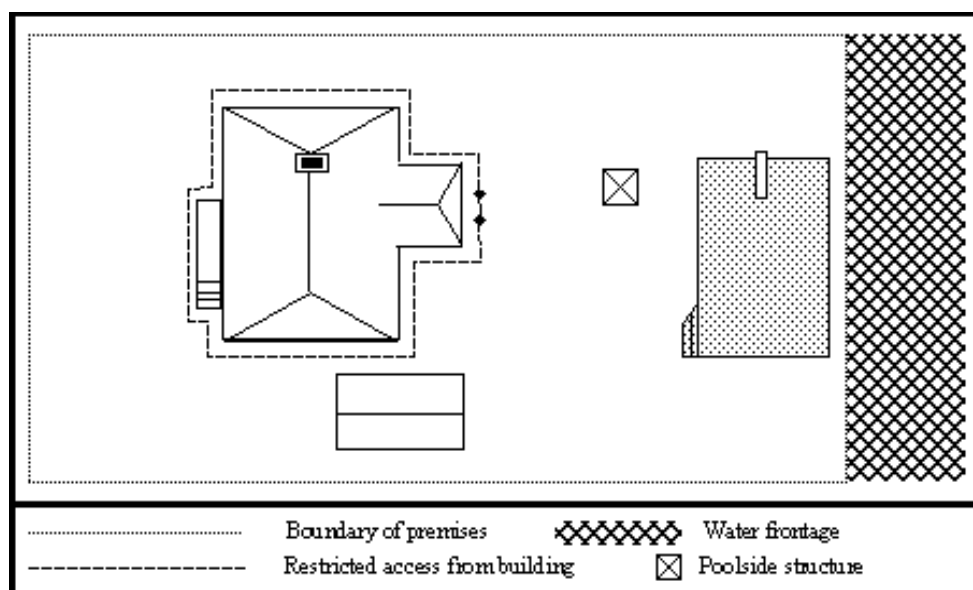 Boundary of premises
Water frontage
Restricted access from building
Poolside structure